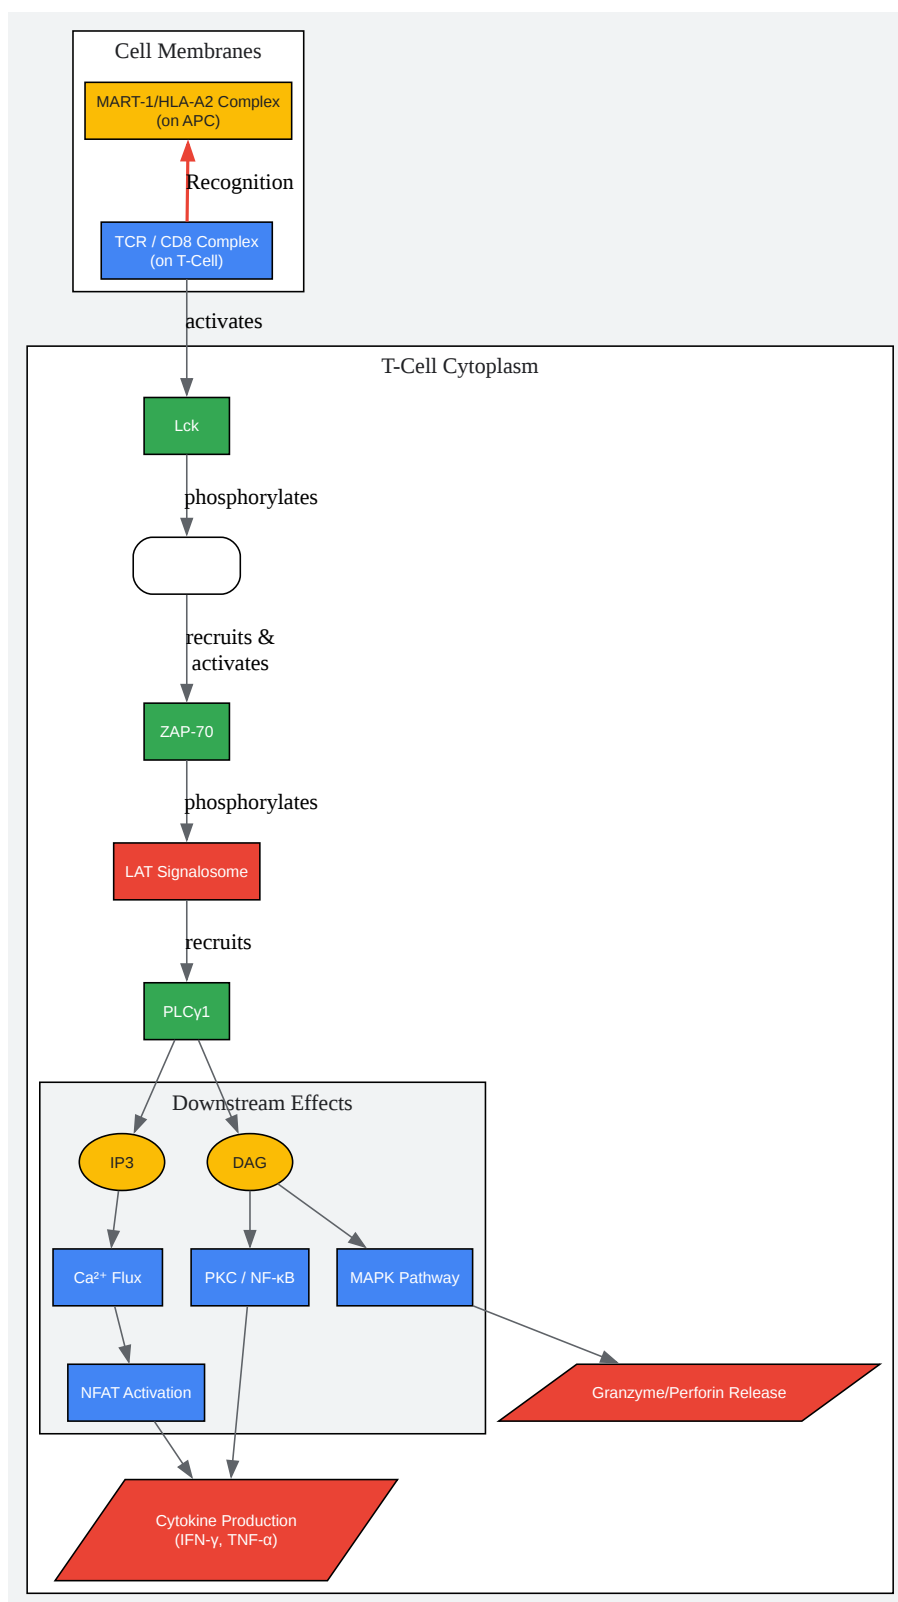 Cell Membranes
MART-1/HLA-A2 Complex
(on APC)
Recognition
TCR / CD8 Complex
(on T-Cell)
activates
T-Cell Cytoplasm
Lck
phosphorylates
recruits &
activates
ZAP-70
phosphorylates
LAT Signalosome
recruits
PLCγ1
Downstream Effects
IP3
DAG
Ca²⁺ Flux
PKC / NF-κB
MAPK Pathway
NFAT Activation
Granzyme/Perforin Release
Cytokine Production
(IFN-γ, TNF-α)